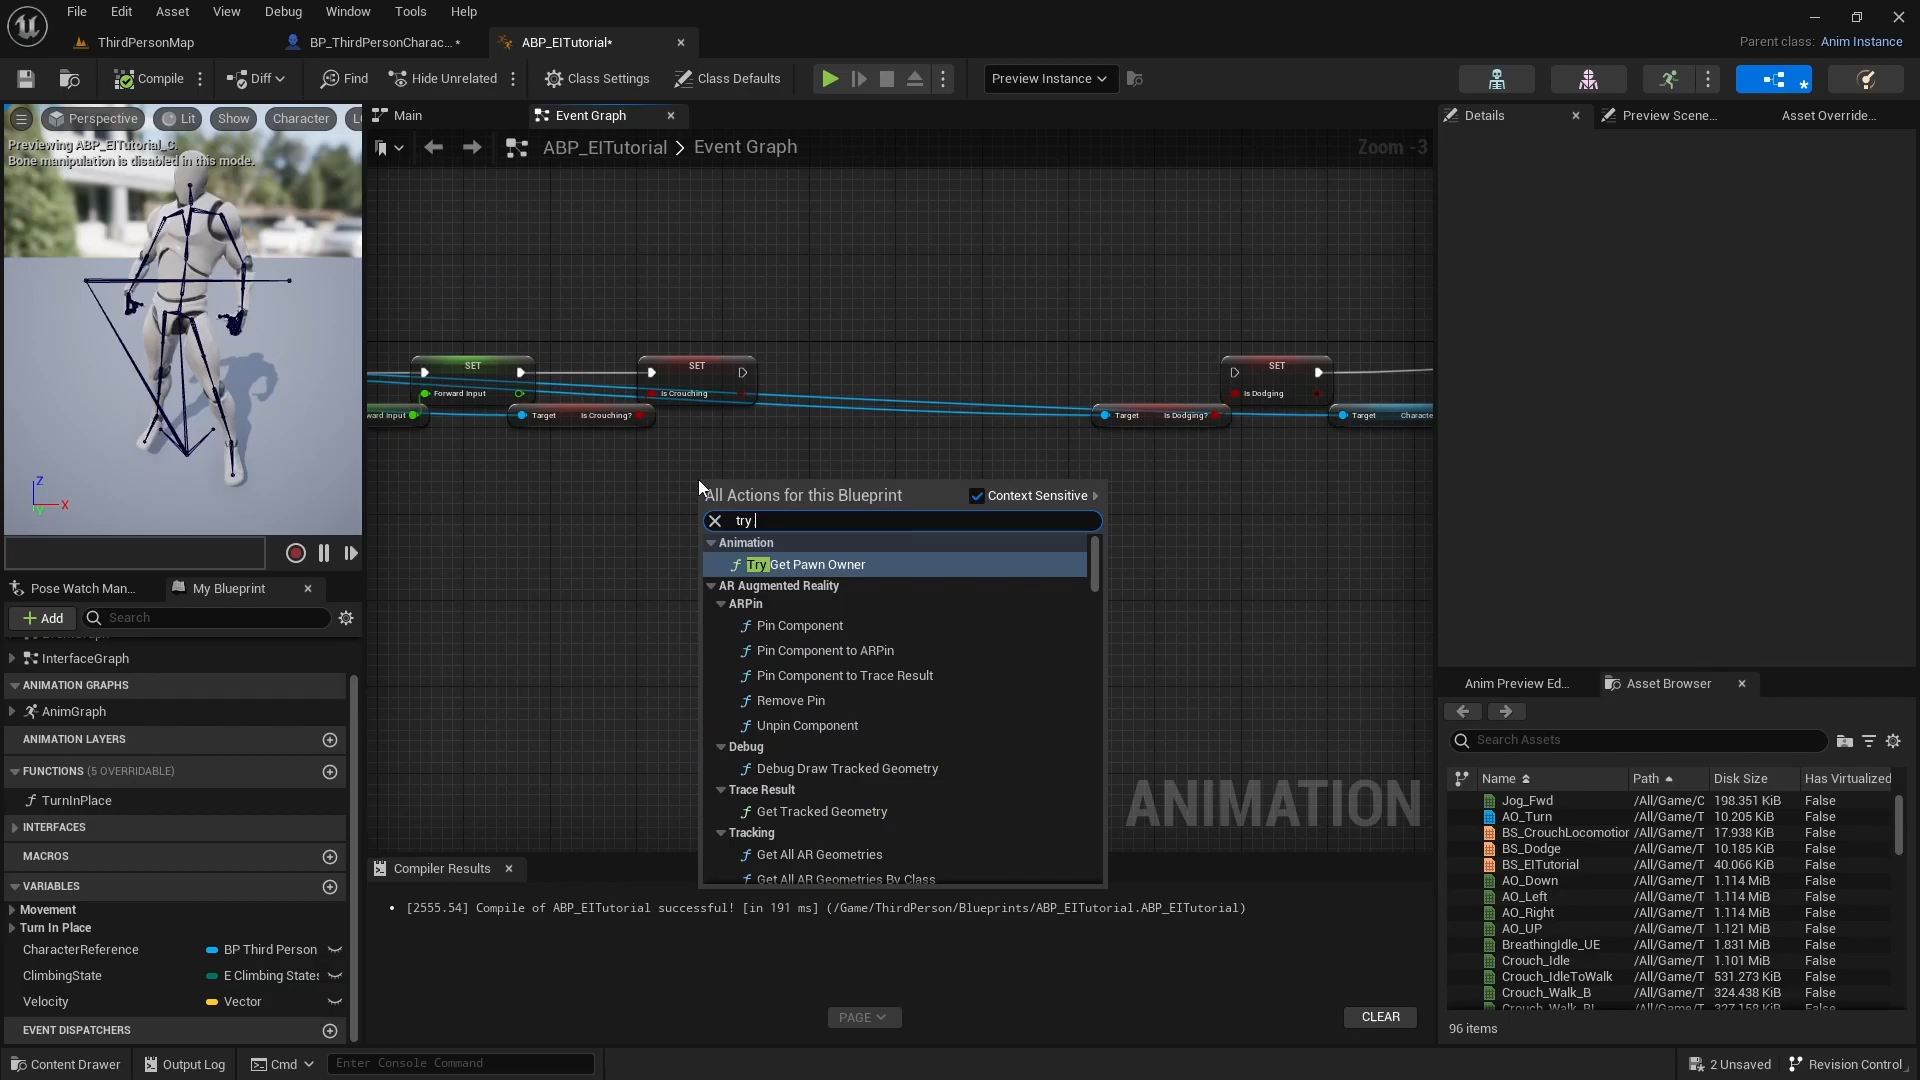 File Edit Asset View Debug Window Tools Help
ThirdPersonMap
BP_ThirdPersonCharac... *
ABP_EITutorial*
Parent class: Anim Instance
Compile
Diff
Find
Hide Unrelated
Class Settings
Class Defaults
Preview Instance
Perspective
Lit
Show
Character
Previewing ABP_EITutorial_C.
Bone manipulation is disabled in this mode.
Z
X
Y
Main
Event Graph
ABP_EITutorial > Event Graph
Zoom -3
SET
Forward Input
ward Input
SET
Is Crouching
Target Is Crouching?
SET
Is Dodging
Target Is Dodging?
Target Characte
All Actions for this Blueprint
Context Sensitive
try
Animation
Try Get Pawn Owner
AR Augmented Reality
ARPin
Pin Component
Pin Component to ARPin
Pin Component to Trace Result
Remove Pin
Unpin Component
Debug
Debug Draw Tracked Geometry
Trace Result
Get Tracked Geometry
Tracking
Get All AR Geometries
Get All AR Geometries By Class
ANIMATION
Pose Watch Man...
My Blueprint
Add
Search
InterfaceGraph
ANIMATION GRAPHS
AnimGraph
ANIMATION LAYERS
FUNCTIONS (5 OVERRIDABLE)
TurnInPlace
INTERFACES
MACROS
VARIABLES
Movement
Turn In Place
CharacterReference BP Third Person
ClimbingState E Climbing States
Velocity Vector
EVENT DISPATCHERS
Compiler Results
• [2555.54] Compile of ABP_EITutorial successful! [in 191 ms] (/Game/ThirdPerson/Blueprints/ABP_EITutorial.ABP_EITutorial)
PAGE
CLEAR
Details
Preview Scene...
Asset Override...
Anim Preview Ed...
Asset Browser
Search Assets
Name Path Disk Size Has Virtualized
Jog_Fwd /All/Game/C 198.351 KiB False
AO_Turn /All/Game/T 10.205 KiB False
BS_CrouchLocomotion /All/Game/T 17.938 KiB False
BS_Dodge /All/Game/T 10.185 KiB False
BS_EITutorial /All/Game/T 40.066 KiB False
AO_Down /All/Game/T 1.114 MiB False
AO_Left /All/Game/T 1.114 MiB False
AO_Right /All/Game/T 1.114 MiB False
AO_UP /All/Game/T 1.121 MiB False
BreathingIdle_UE /All/Game/T 1.831 MiB False
Crouch_Idle /All/Game/T 1.101 MiB False
Crouch_IdleToWalk /All/Game/T 531.273 KiB False
Crouch_Walk_B /All/Game/T 324.438 KiB False
Crouch_Walk_BL /All/Game/T 327.158 KiB False
96 items
Content Drawer
Output Log
Cmd
Enter Console Command
2 Unsaved
Revision Control